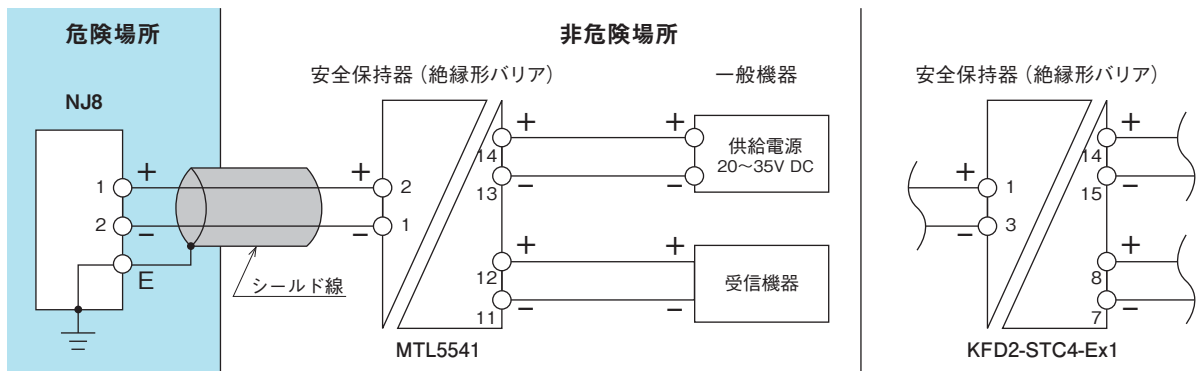 危険場所
非危険場所
安全保持器（絶縁形バリア）
一般機器
安全保持器（絶縁形バリア）
NJ8
1
+
2
-
E
シールド線
+
2
-
1
MTL5541
+
14
-
13
+
12
-
11
+
-
供給電源
20～35V DC
+
-
受信機器
+
1
-
3
+
14
-
15
+
8
-
7
KFD2-STC4-Ex1